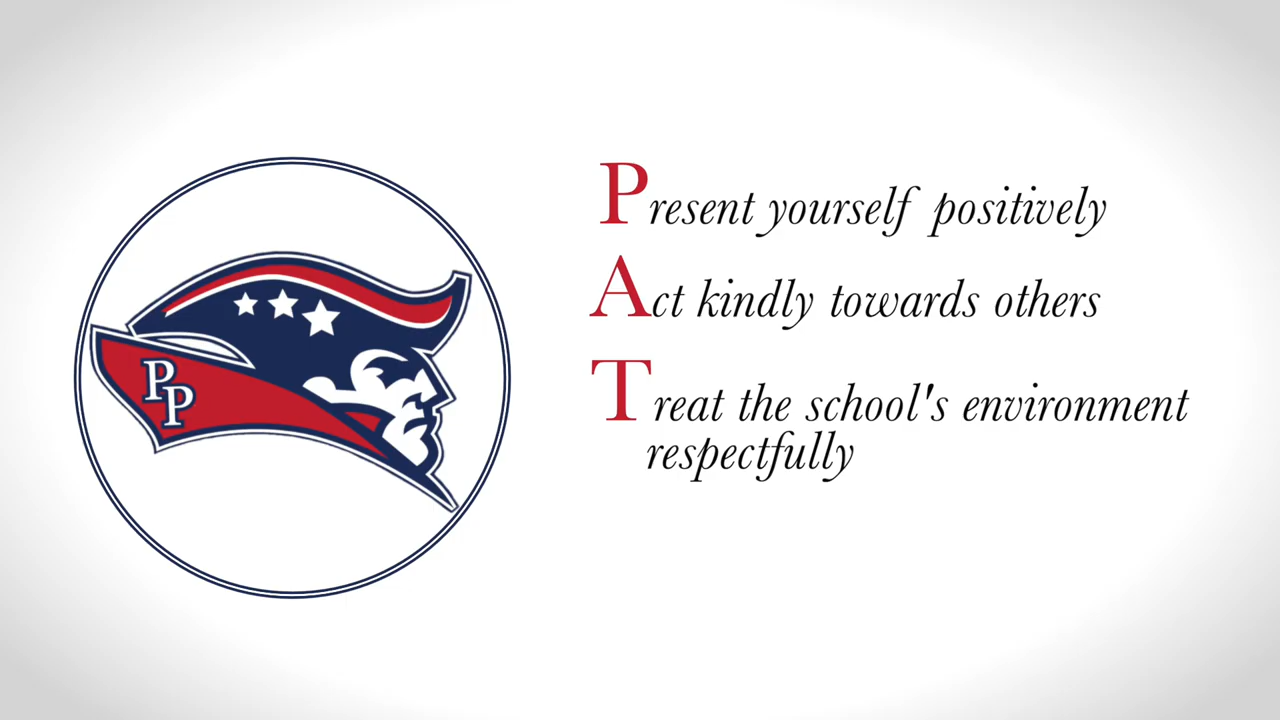 PP
Present yourself positively
Act kindly towards others
Treat the school's environment
respectfully